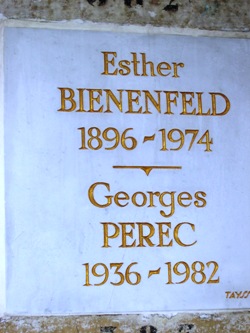 Esther
BIENENFELD
1896~1974
Georges
PEREC
1936~1982